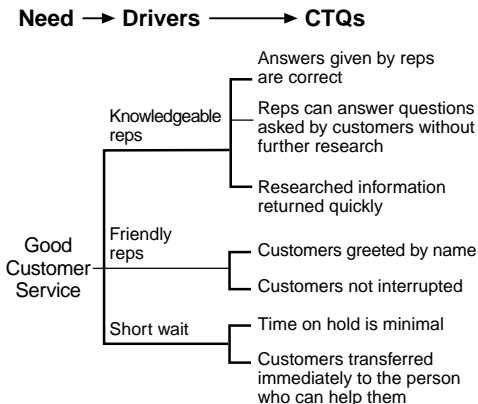 Need → Drivers → CTQs
Answers given by reps
are correct
Knowledgeable
reps
Reps can answer questions
asked by customers without
further research
Researched information
returned quickly
Good
Customer
Service
Friendly
reps
Customers greeted by name
Customers not interrupted
Short wait
Time on hold is minimal
Customers transferred
immediately to the person
who can help them